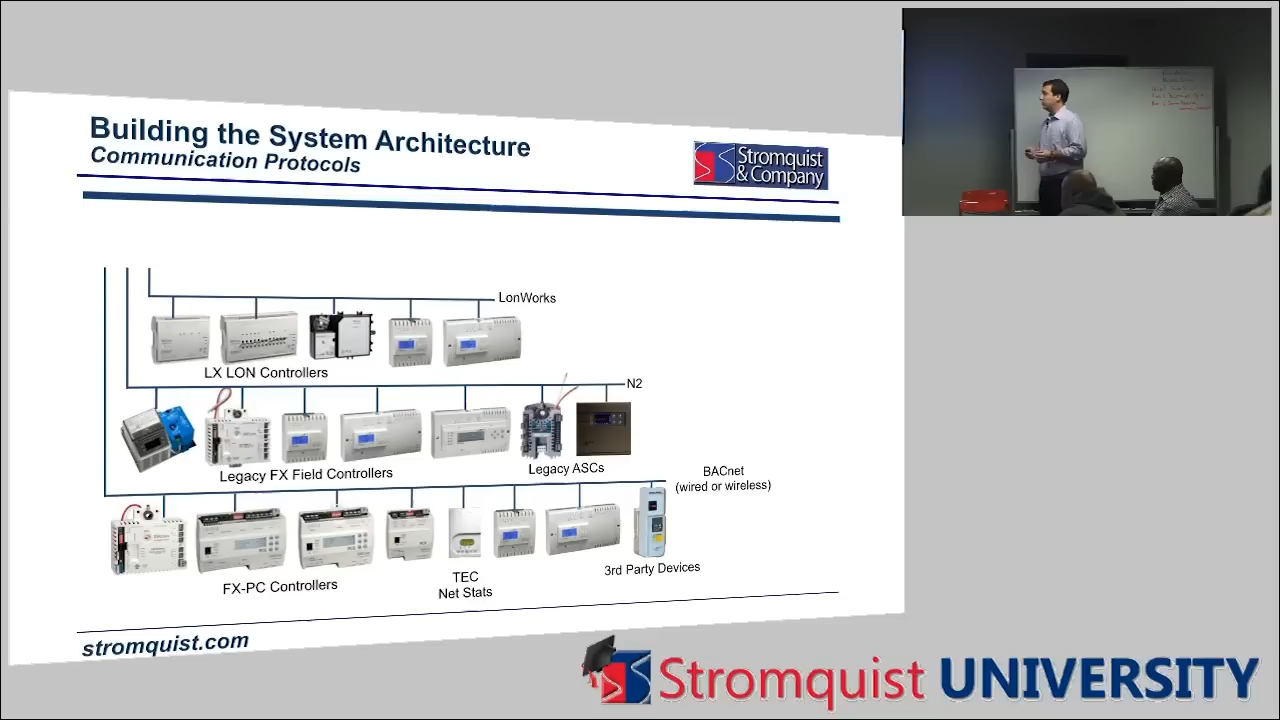 Building the System Architecture
Communication Protocols
Stromquist
& Company
LonWorks
LX LON Controllers
N2
Legacy FX Field Controllers
Legacy ASCs
BACnet
(wired or wireless)
FX-PC Controllers
TEC
Net Stats
3rd Party Devices
stromquist.com
Stromquist UNIVERSITY